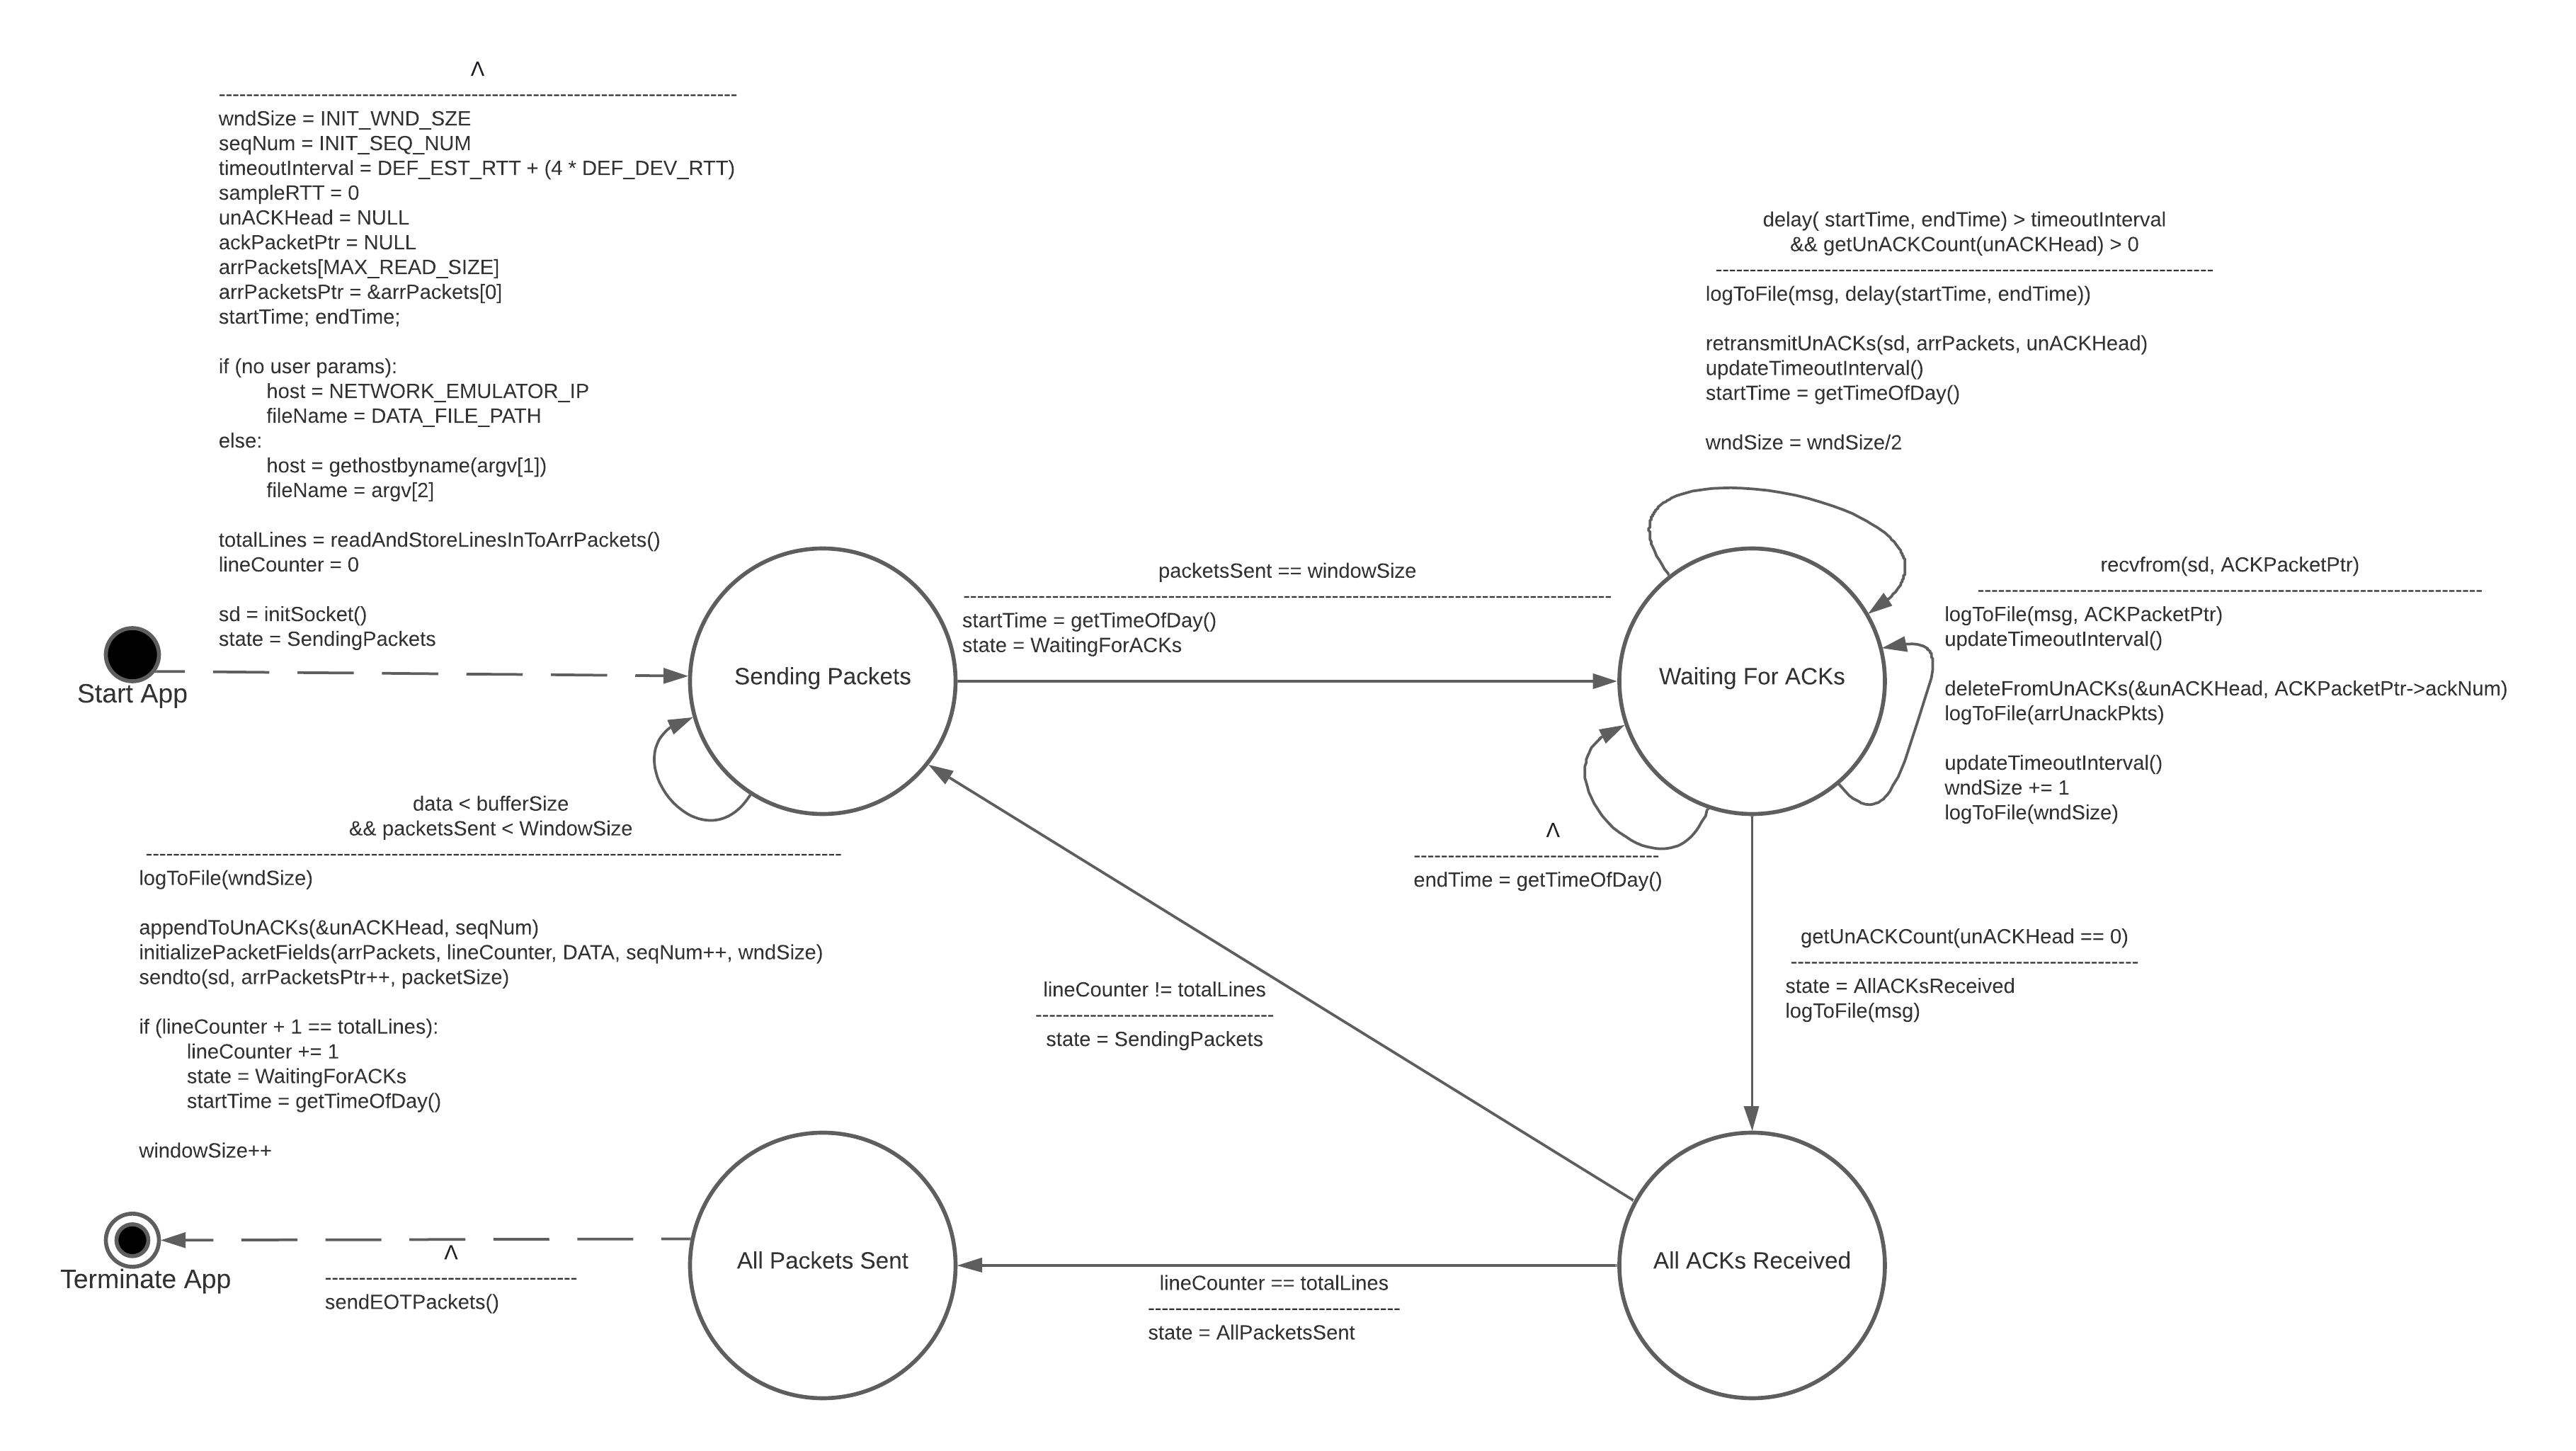 Λ
----------------------------------------------------------------------------
wndSize = INIT_WND_SZE
seqNum = INIT_SEQ_NUM
timeoutInterval = DEF_EST_RTT + (4 * DEF_DEV_RTT)
sampleRTT = 0
unACKHead = NULL
ackPacketPtr = NULL
arrPackets[MAX_READ_SIZE]
arrPacketsPtr = &arrPackets[0]
startTime; endTime;
if (no user params):
host = NETWORK_EMULATOR_IP
fileName = DATA_FILE_PATH
else:
host = gethostbyname(argv[1])
fileName = argv[2]
totalLines = readAndStoreLinesInToArrPackets()
lineCounter = 0
sd = initSocket()
state = SendingPackets
Start App
Sending Packets
packetsSent == windowSize
-----------------------------------------------------------------------------------------------
startTime = getTimeOfDay()
state = WaitingForACKs
delay( startTime, endTime) > timeoutInterval
&& getUnACKCount(unACKHead) > 0
-------------------------------------------------------------------------
logToFile(msg, delay(startTime, endTime))
retransmitUnACKs(sd, arrPackets, unACKHead)
updateTimeoutInterval()
startTime = getTimeOfDay()
wndSize = wndSize/2
Waiting For ACKs
recvfrom(sd, ACKPacketPtr)
--------------------------------------------------------------------------
logToFile(msg, ACKPacketPtr)
updateTimeoutInterval()
deleteFromUnACKs(&unACKHead, ACKPacketPtr->ackNum)
logToFile(arrUnackPkts)
updateTimeoutInterval()
wndSize += 1
logToFile(wndSize)
data < bufferSize
&& packetsSent < WindowSize
------------------------------------------------------------------------------------------------------
logToFile(wndSize)
appendToUnACKs(&unACKHead, seqNum)
initializePacketFields(arrPackets, lineCounter, DATA, seqNum++, wndSize)
sendto(sd, arrPacketsPtr++, packetSize)
if (lineCounter + 1 == totalLines):
lineCounter += 1
state = WaitingForACKs
startTime = getTimeOfDay()
windowSize++
Λ
------------------------------------
endTime = getTimeOfDay()
getUnACKCount(unACKHead == 0)
---------------------------------------------------
state = AllACKsReceived
logToFile(msg)
lineCounter != totalLines
-----------------------------------
state = SendingPackets
Terminate App
Λ
-------------------------------------
sendEOTPackets()
All Packets Sent
lineCounter == totalLines
-------------------------------------
state = AllPacketsSent
All ACKs Received